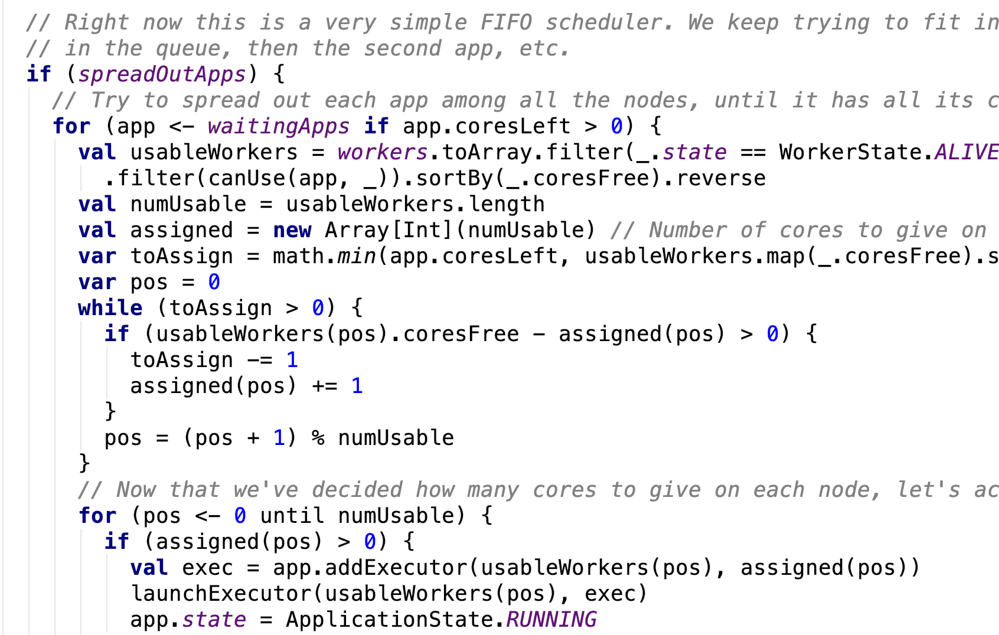 // Right now this is a very simple FIFO scheduler. We keep trying to fit in
// in the queue, then the second app, etc.
if (spreadOutApps) {
// Try to spread out each app among all the nodes, until it has all its c
for (app <- waitingApps if app.coresLeft > 0) {
val usableWorkers = workers.toArray.filter(_.state == WorkerState.ALIVE
.filter(canUse(app, _)).sortBy(_.coresFree).reverse
val numUsable = usableWorkers.length
val assigned = new Array[Int](numUsable) // Number of cores to give on
var toAssign = math.min(app.coresLeft, usableWorkers.map(_.coresFree).s
var pos = 0
while (toAssign > 0) {
if (usableWorkers(pos).coresFree - assigned(pos) > 0) {
toAssign -= 1
assigned(pos) += 1
}
pos = (pos + 1) % numUsable
}
// Now that we've decided how many cores to give on each node, let's ac
for (pos <- 0 until numUsable) {
if (assigned(pos) > 0) {
val exec = app.addExecutor(usableWorkers(pos), assigned(pos))
launchExecutor(usableWorkers(pos), exec)
app.state = ApplicationState.RUNNING